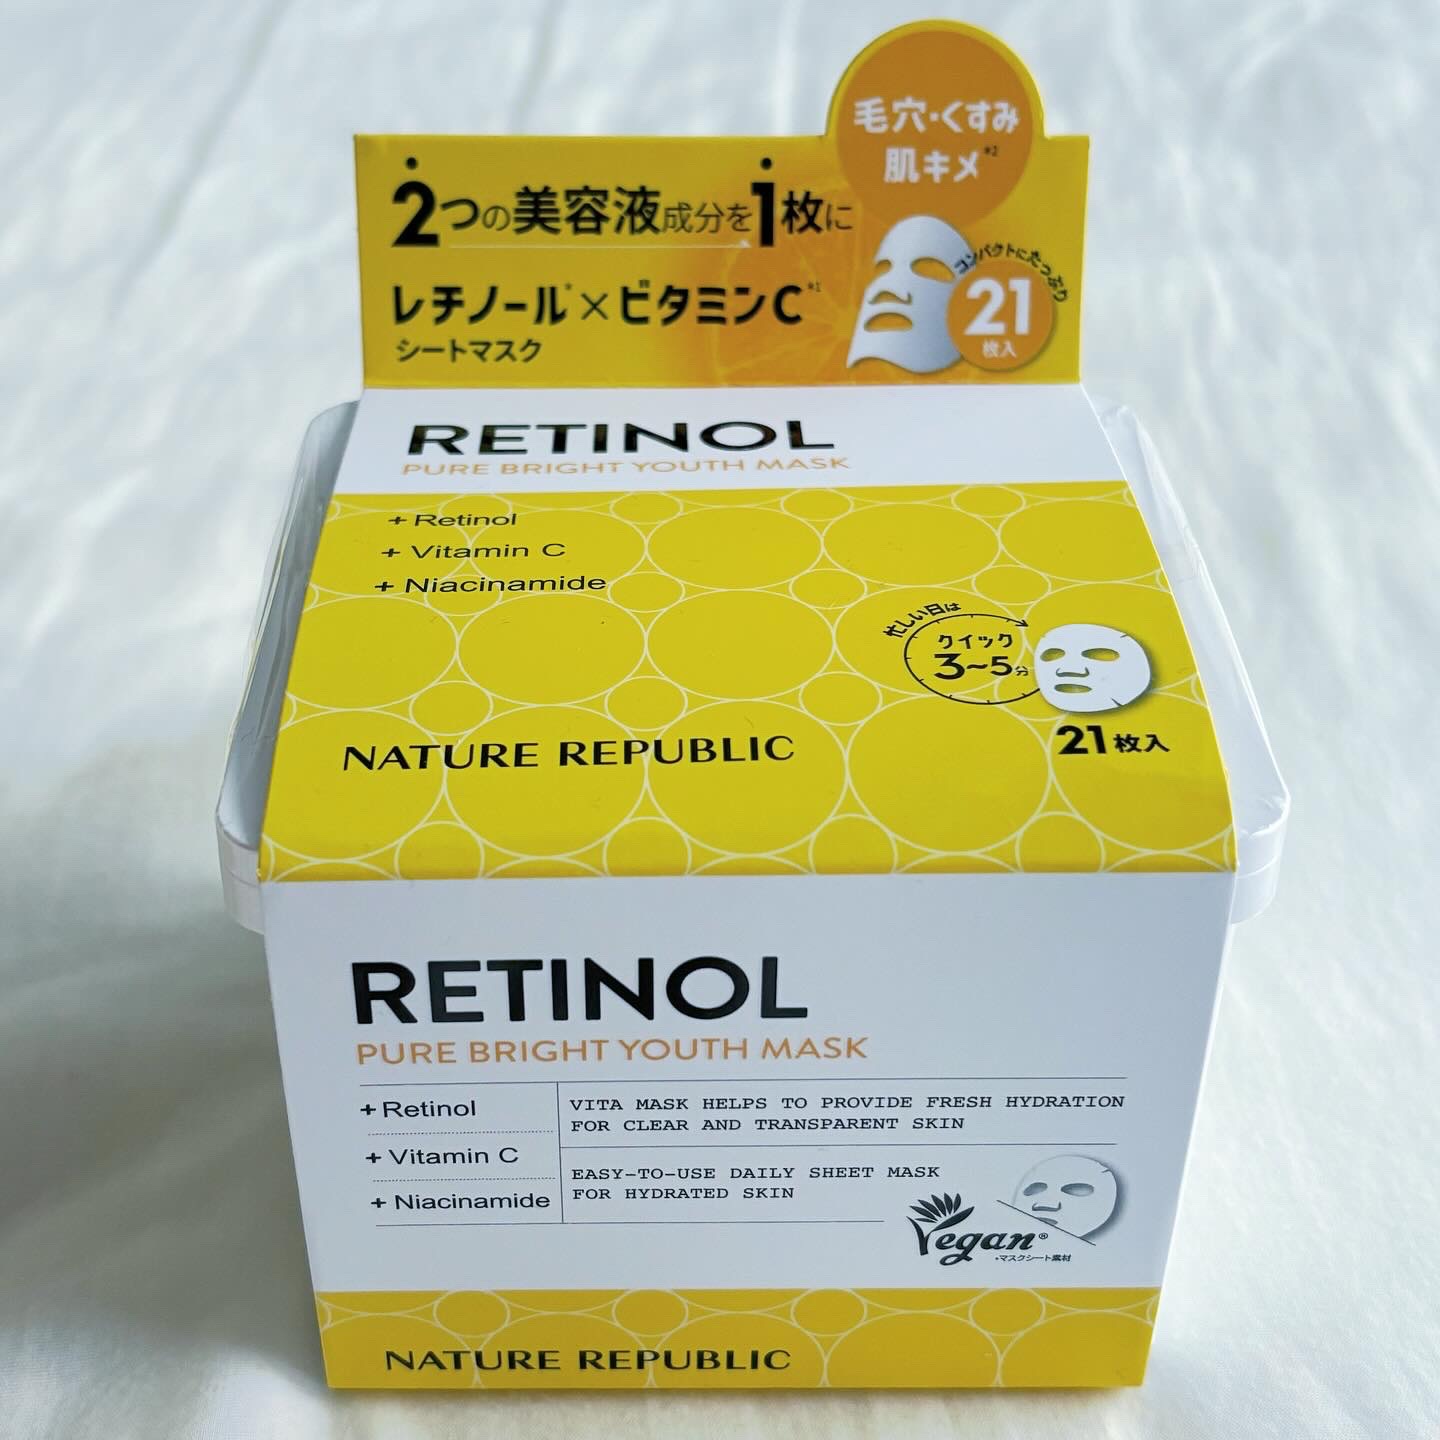 毛穴・くすみ
肌キメ*2
2つの美容液成分を1枚に
レチノール*×ビタミンC*1
シートマスク
コンパクトにたっぷり
21
枚入
RETINOL
PURE BRIGHT YOUTH MASK
+ Retinol
+ Vitamin C
+ Niacinamide
忙しい日は
クイック
3~5分
21枚入
NATURE REPUBLIC
RETINOL
PURE BRIGHT YOUTH MASK
+ Retinol
+ Vitamin C
+ Niacinamide
VITA MASK HELPS TO PROVIDE FRESH HYDRATION
FOR CLEAR AND TRANSPARENT SKIN
EASY-TO-USE DAILY SHEET MASK
FOR HYDRATED SKIN
Vegan®
・マスクシート素材
NATURE REPUBLIC